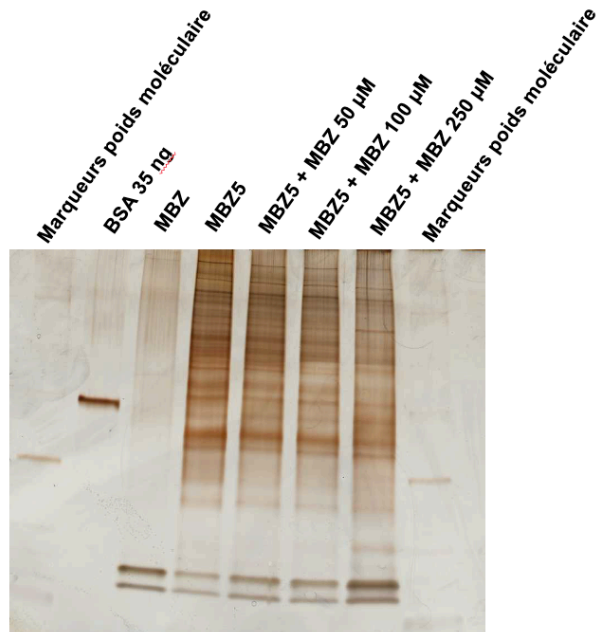 Marqueurs poids moléculaire
BSA 35 ng
MBZ
MBZ5
MBZ5 + MBZ 50 µM
MBZ5 + MBZ 100 µM
MBZ5 + MBZ 250 µM
Marqueurs poids moléculaire